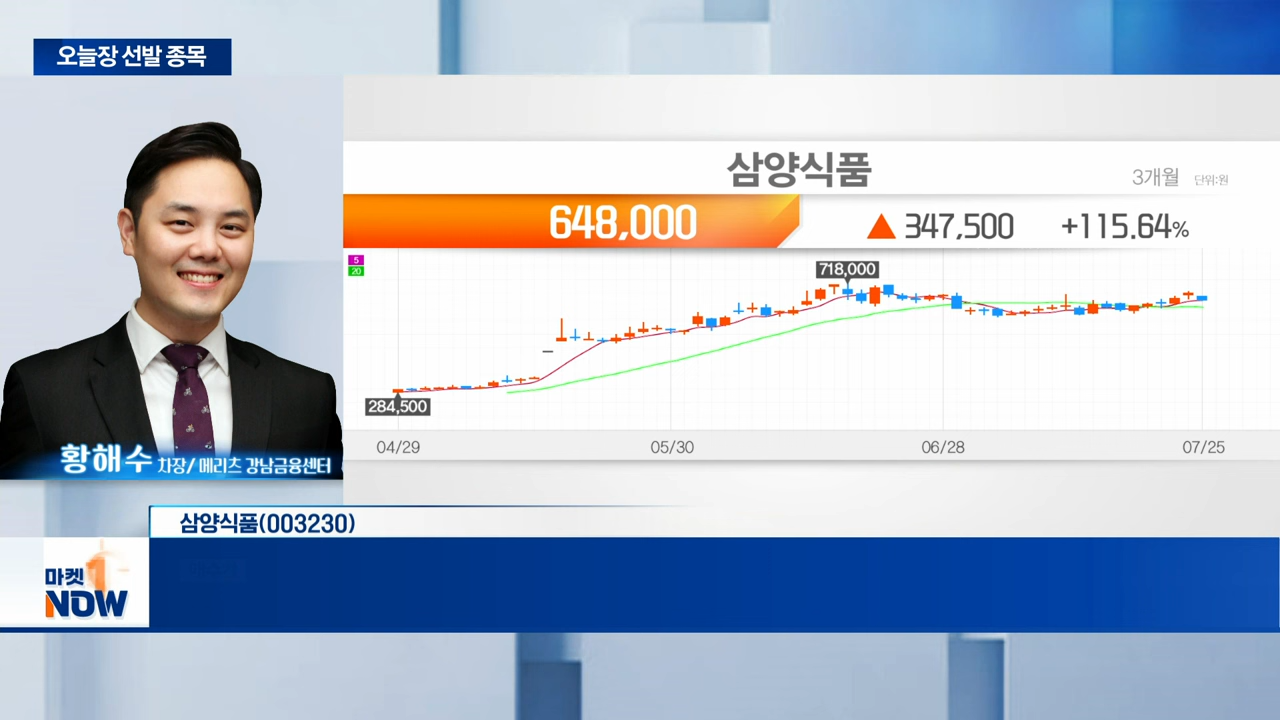 오늘장 선발 종목
삼양식품
3개월 단위:원
648,000 ▲ 347,500 +115.64%
5
20
718,000
284,500
04/29 05/30 06/28 07/25
황해수 차장/ 메리츠 강남금융센터
삼양식품(003230)
마켓
NOW